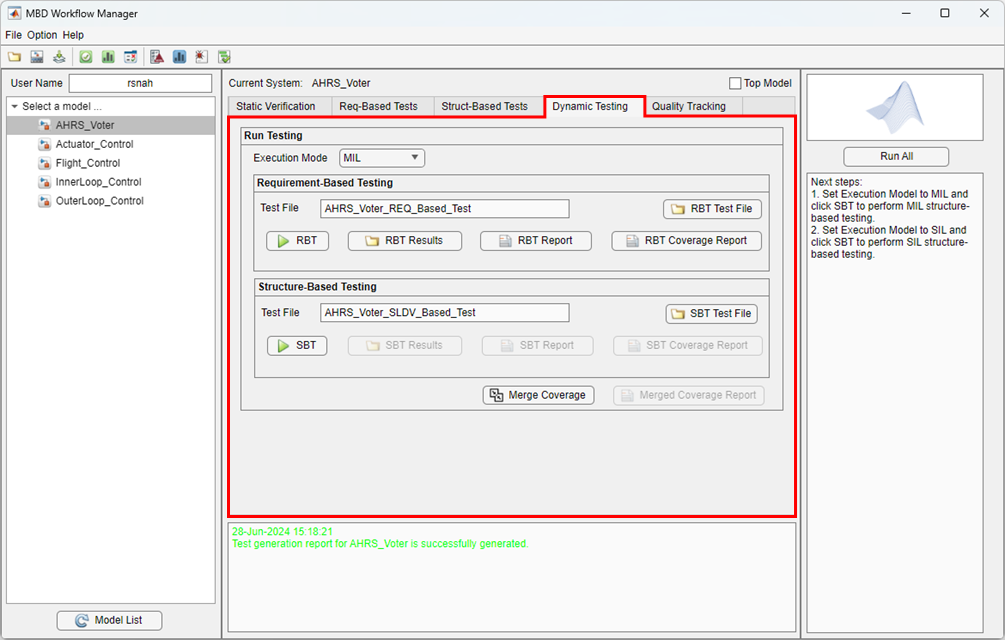 MBD Workflow Manager
File Option Help
User Name rsnah
Select a model ...
AHRS_Voter
Actuator_Control
Flight_Control
InnerLoop_Control
OuterLoop_Control
Model List
Current System: AHRS_Voter
Top Model
Static Verification Req-Based Tests Struct-Based Tests Dynamic Testing Quality Tracking
Run Testing
Execution Mode MIL
Requirement-Based Testing
Test File AHRS_Voter_REQ_Based_Test RBT Test File
RBT RBT Results RBT Report RBT Coverage Report
Structure-Based Testing
Test File AHRS_Voter_SLDV_Based_Test SBT Test File
SBT SBT Results SBT Report SBT Coverage Report
Merge Coverage Merged Coverage Report
28-Jun-2024 15:18:21
Test generation report for AHRS_Voter is successfully generated.
Run All
Next steps:
1. Set Execution Model to MIL and
click SBT to perform MIL structure-
based testing.
2. Set Execution Model to SIL and
click SBT to perform SIL structure-
based testing.